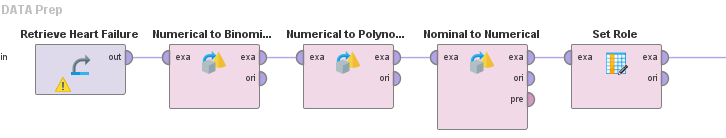 DATA Prep
Retrieve Heart Failure
Numerical to Binomi...
Numerical to Polyno...
Nominal to Numerical
Set Role
in
out
exa
exa
ori
exa
exa
ori
exa
exa
ori
pre
exa
exa
ori